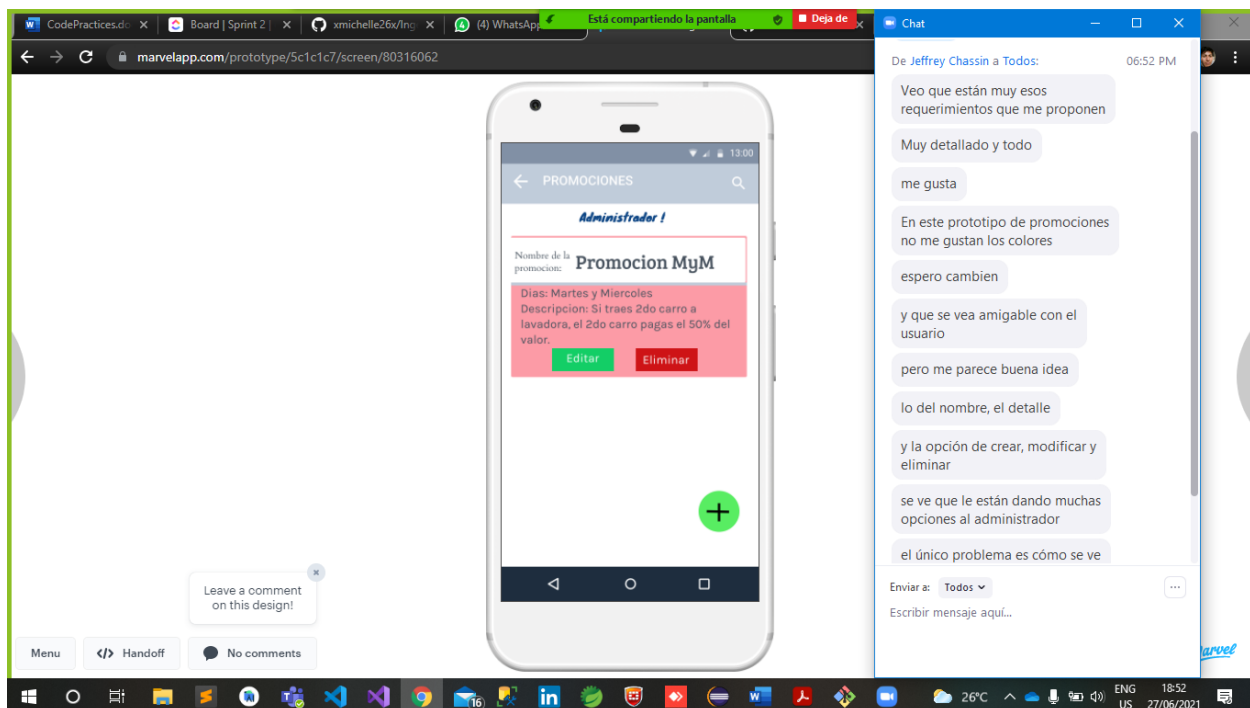 CodePractices.do
Board | Sprint 2 |
xmichelle26x/Ing
(4) WhatsAp
Está compartiendo la pantalla
Deja de
marvelapp.com/prototype/5c1c1c7/screen/80316062
13:00
PROMOCIONES
Administrador !
Nombre de la
promocion:
Promocion MyM
Dias: Martes y Miercoles
Descripcion: Si traes 2do carro a
lavadora, el 2do carro pagas el 50% del
valor.
Editar
Eliminar
Leave a comment
on this design!
Menu
</> Handoff
No comments
Chat
De Jeffrey Chassin a Todos:
06:52 PM
Veo que están muy esos
requerimientos que me proponen
Muy detallado y todo
me gusta
En este prototipo de promociones
no me gustan los colores
espero cambien
y que se vea amigable con el
usuario
pero me parece buena idea
lo del nombre, el detalle
y la opción de crear, modificar y
eliminar
se ve que le están dando muchas
opciones al administrador
el único problema es cómo se ve
Enviar a: Todos
Escribir mensaje aquí...
arvel
16
26°C
ENG
US
18:52
27/06/2021